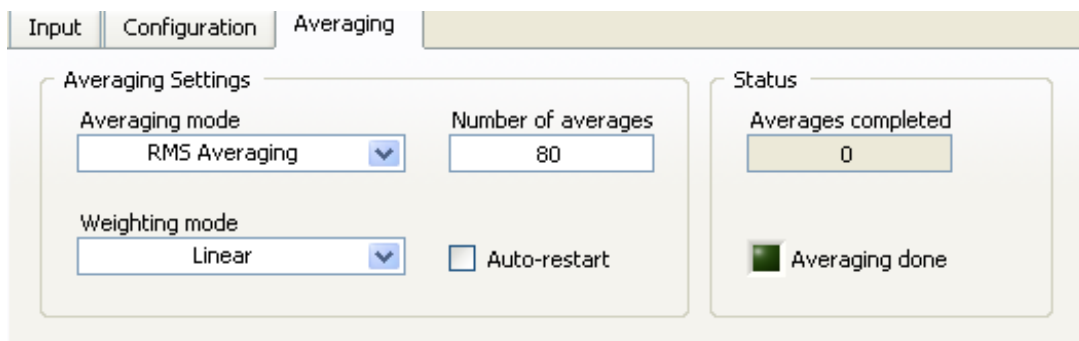 Input Configuration Averaging
Averaging Settings
Averaging mode Number of averages
RMS Averaging 80
Weighting mode
Linear Auto-restart
Status
Averages completed
0
Averaging done